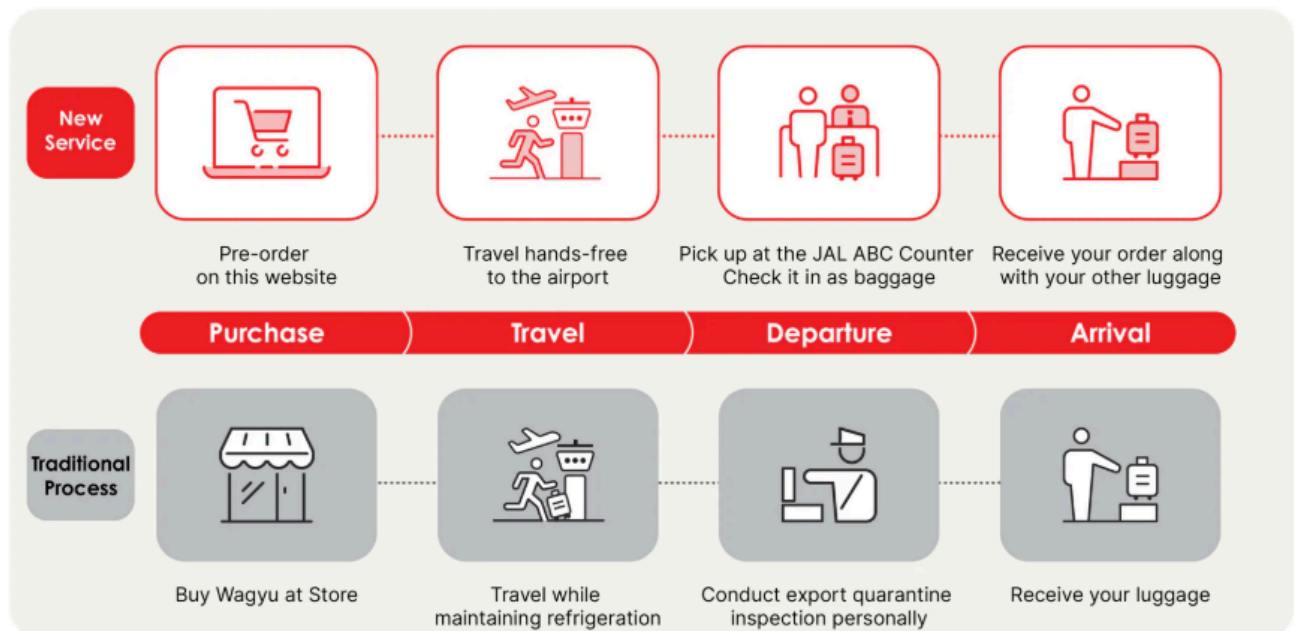 New
Service
Pre-order
on this website
Travel hands-free
to the airport
Pick up at the JAL ABC Counter
Check it in as baggage
Receive your order along
with your other luggage
Purchase
Travel
Departure
Arrival
Traditional
Process
Buy Wagyu at Store
Travel while
maintaining refrigeration
Conduct export quarantine
inspection personally
Receive your luggage